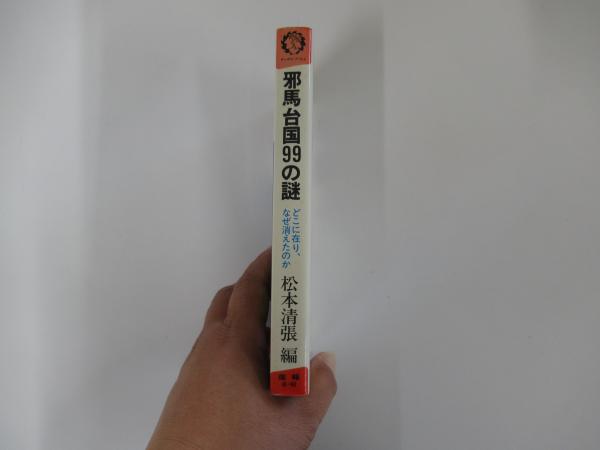 邪馬台国99の謎
どこに在り、
なぜ消えたのか
松本清張 編